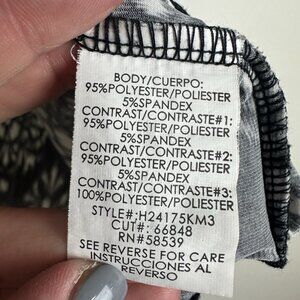 BODY/CUERPO:
95%POLYESTER/POLIESTER
5%SPANDEX
CONTRAST/CONTRASTE#1:
95%POLYESTER/POLIESTER
5%SPANDEX
CONTRAST/CONTRASTE#2:
95%POLYESTER/POLIESTER
5%SPANDEX
CONTRAST/CONTRASTE#3:
100%POLYESTER/POLIESTER
STYLE#:H24175KM3
CUT#: 66848
RN#58539
SEE REVERSE FOR CARE
INSTRUCCIONES AL
REVERSO